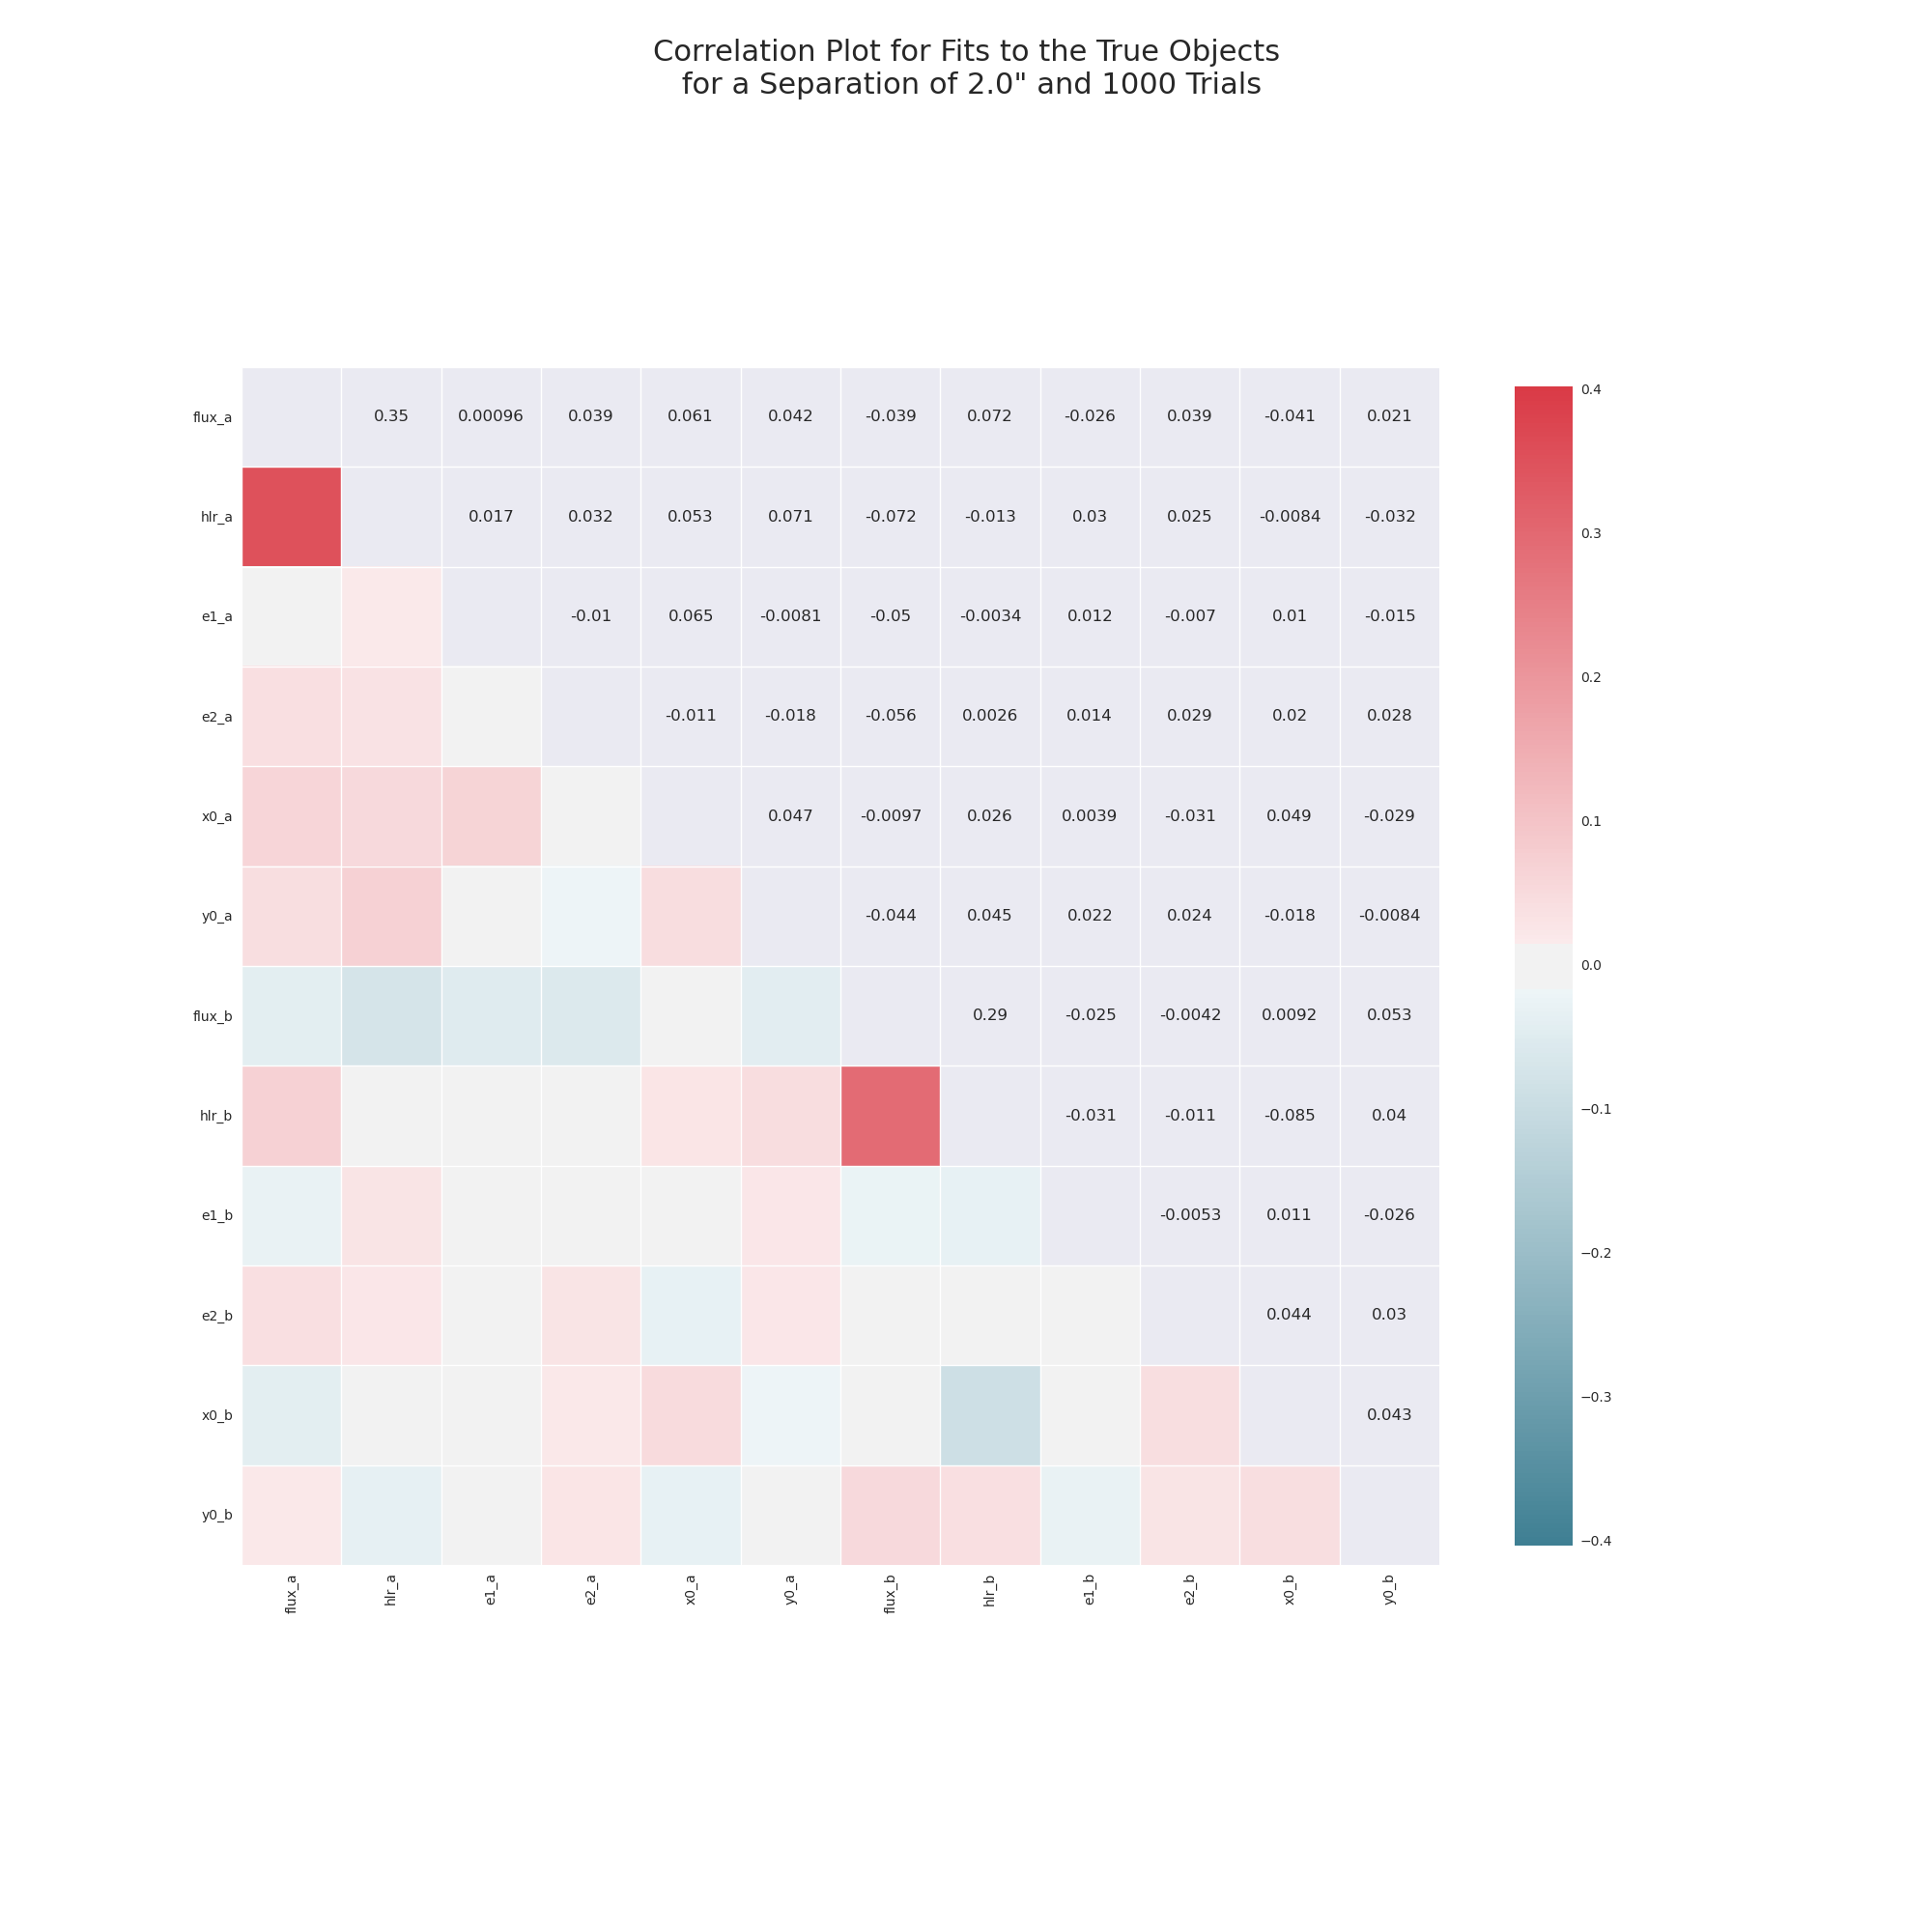 Correlation Plot for Fits to the True Objects
for a Separation of 2.0" and 1000 Trials
flux_a 0.35 0.00096 0.039 0.061 0.042 -0.039 0.072 -0.026 0.039 -0.041 0.021
hlr_a 0.017 0.032 0.053 0.071 -0.072 -0.013 0.03 0.025 -0.0084 -0.032
e1_a -0.01 0.065 -0.0081 -0.05 -0.0034 0.012 -0.007 0.01 -0.015
e2_a -0.011 -0.018 -0.056 0.0026 0.014 0.029 0.02 0.028
x0_a 0.047 -0.0097 0.026 0.0039 -0.031 0.049 -0.029
y0_a -0.044 0.045 0.022 0.024 -0.018 -0.0084
flux_b 0.29 -0.025 -0.0042 0.0092 0.053
hlr_b -0.031 -0.011 -0.085 0.04
e1_b -0.0053 0.011 -0.026
e2_b 0.044 0.03
x0_b 0.043
y0_b
flux_a hlr_a e1_a e2_a x0_a y0_a flux_b hlr_b e1_b e2_b x0_b y0_b
0.4
0.3
0.2
0.1
0.0
−0.1
−0.2
−0.3
−0.4